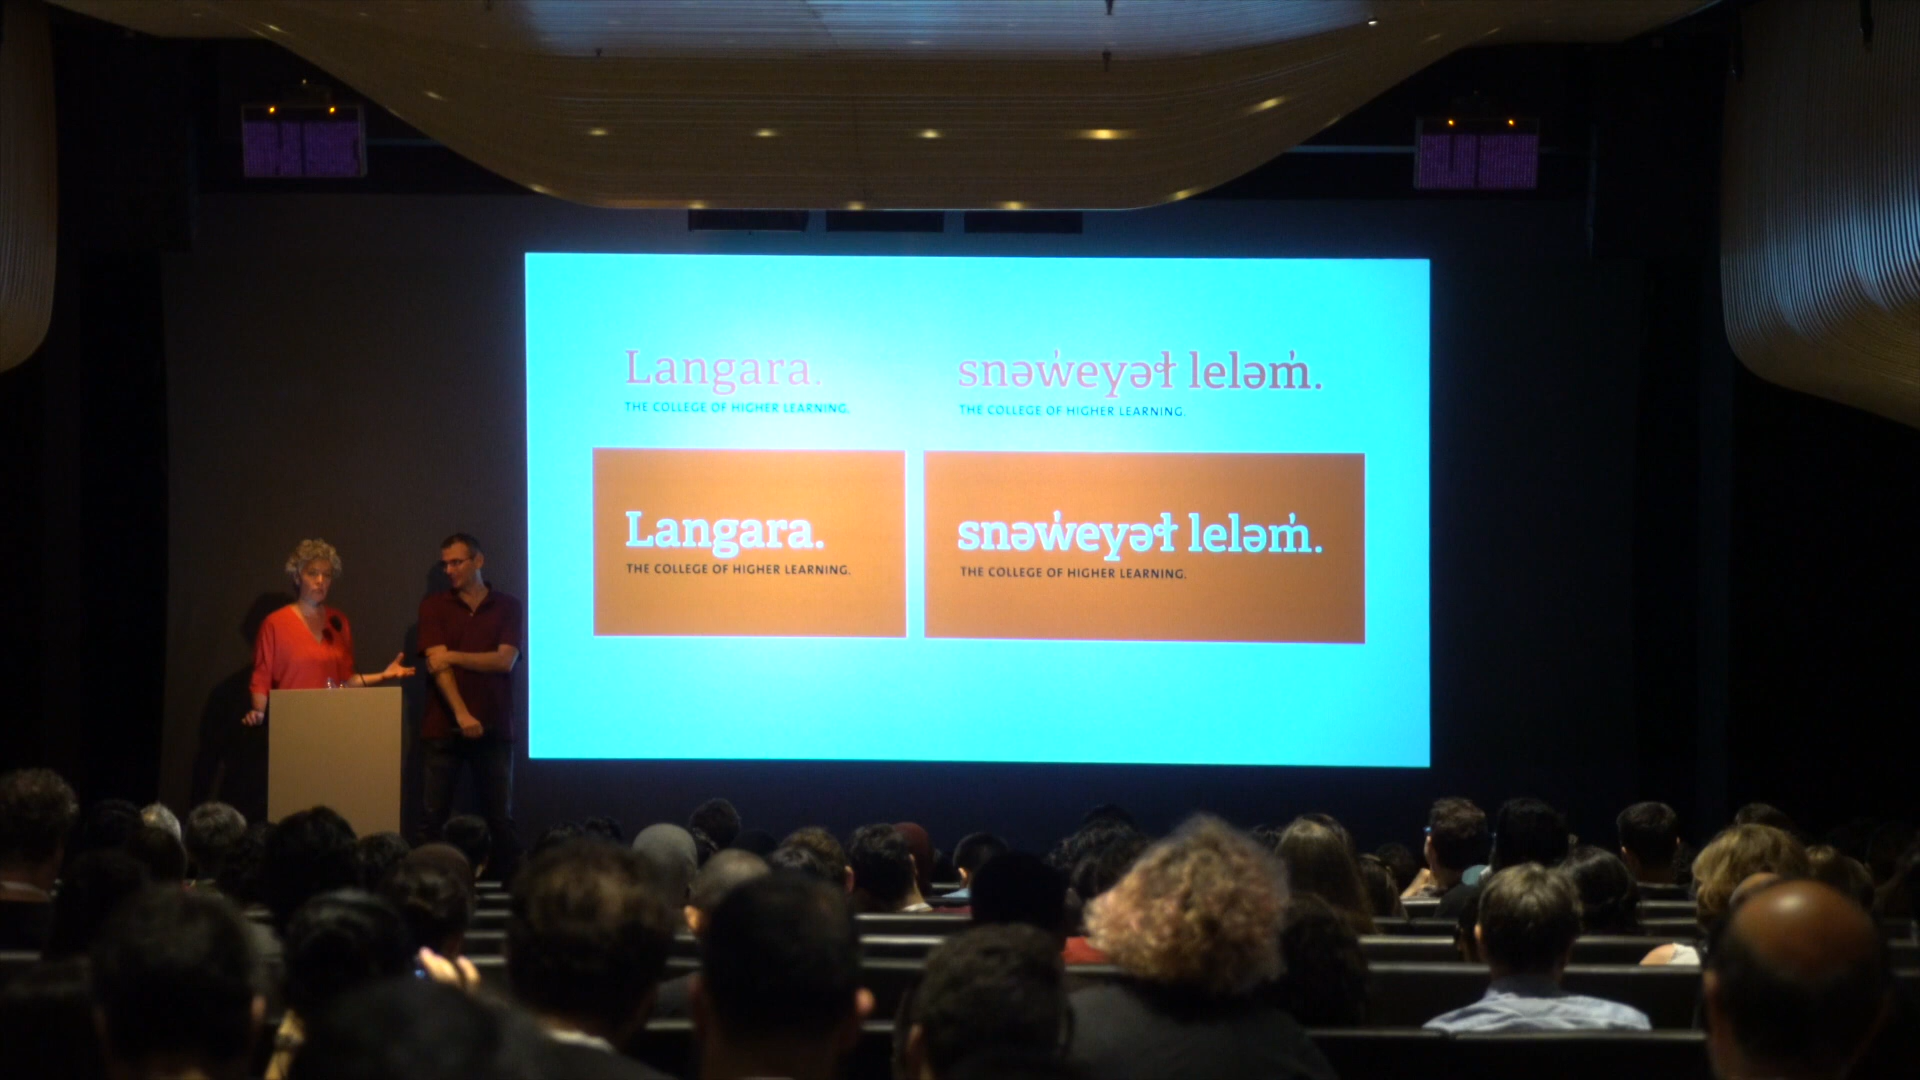 Langara.
THE COLLEGE OF HIGHER LEARNING.
snəw̓eyəɬ leləm̓.
THE COLLEGE OF HIGHER LEARNING.
Langara.
THE COLLEGE OF HIGHER LEARNING.
snəw̓eyəɬ leləm̓.
THE COLLEGE OF HIGHER LEARNING.